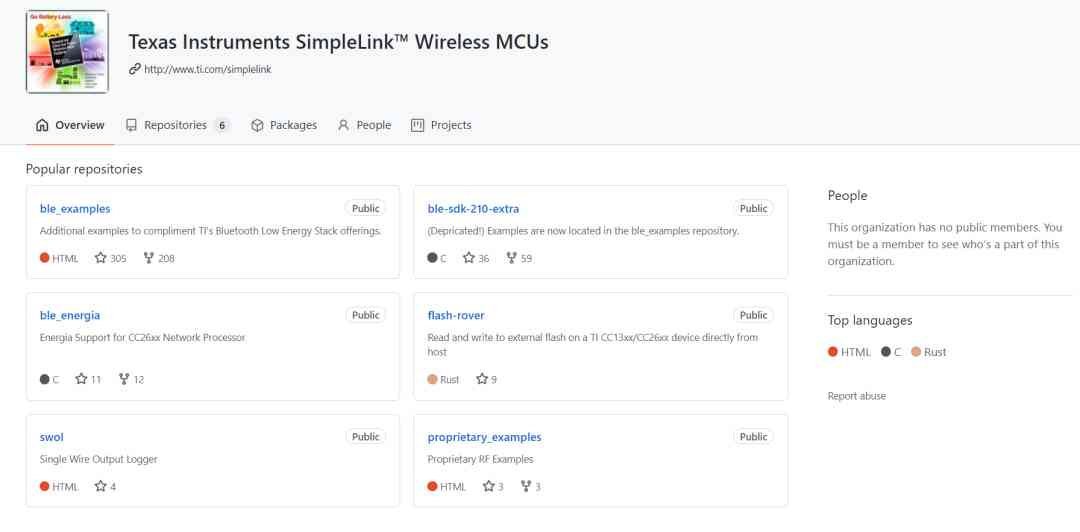 Go Battery-Less
Texas Instruments SimpleLink™ Wireless MCUs
http://www.ti.com/simplelink
Overview
Repositories 6
Packages
People
Projects
Popular repositories
ble_examples
Public
Additional examples to compliment TI's Bluetooth Low Energy Stack offerings.
HTML 305 208
ble-sdk-210-extra
Public
(Depricated!) Examples are now located in the ble_examples repository.
C 36 59
ble_energia
Public
Energia Support for CC26xx Network Processor
C 11 12
flash-rover
Public
Read and write to external flash on a TI CC13xx/CC26xx device directly from
host
Rust 9
swol
Public
Single Wire Output Logger
HTML 4
proprietary_examples
Public
Proprietary RF Examples
HTML 3 3
People
This organization has no public members. You
must be a member to see who's a part of this
organization.
Top languages
HTML C Rust
Report abuse